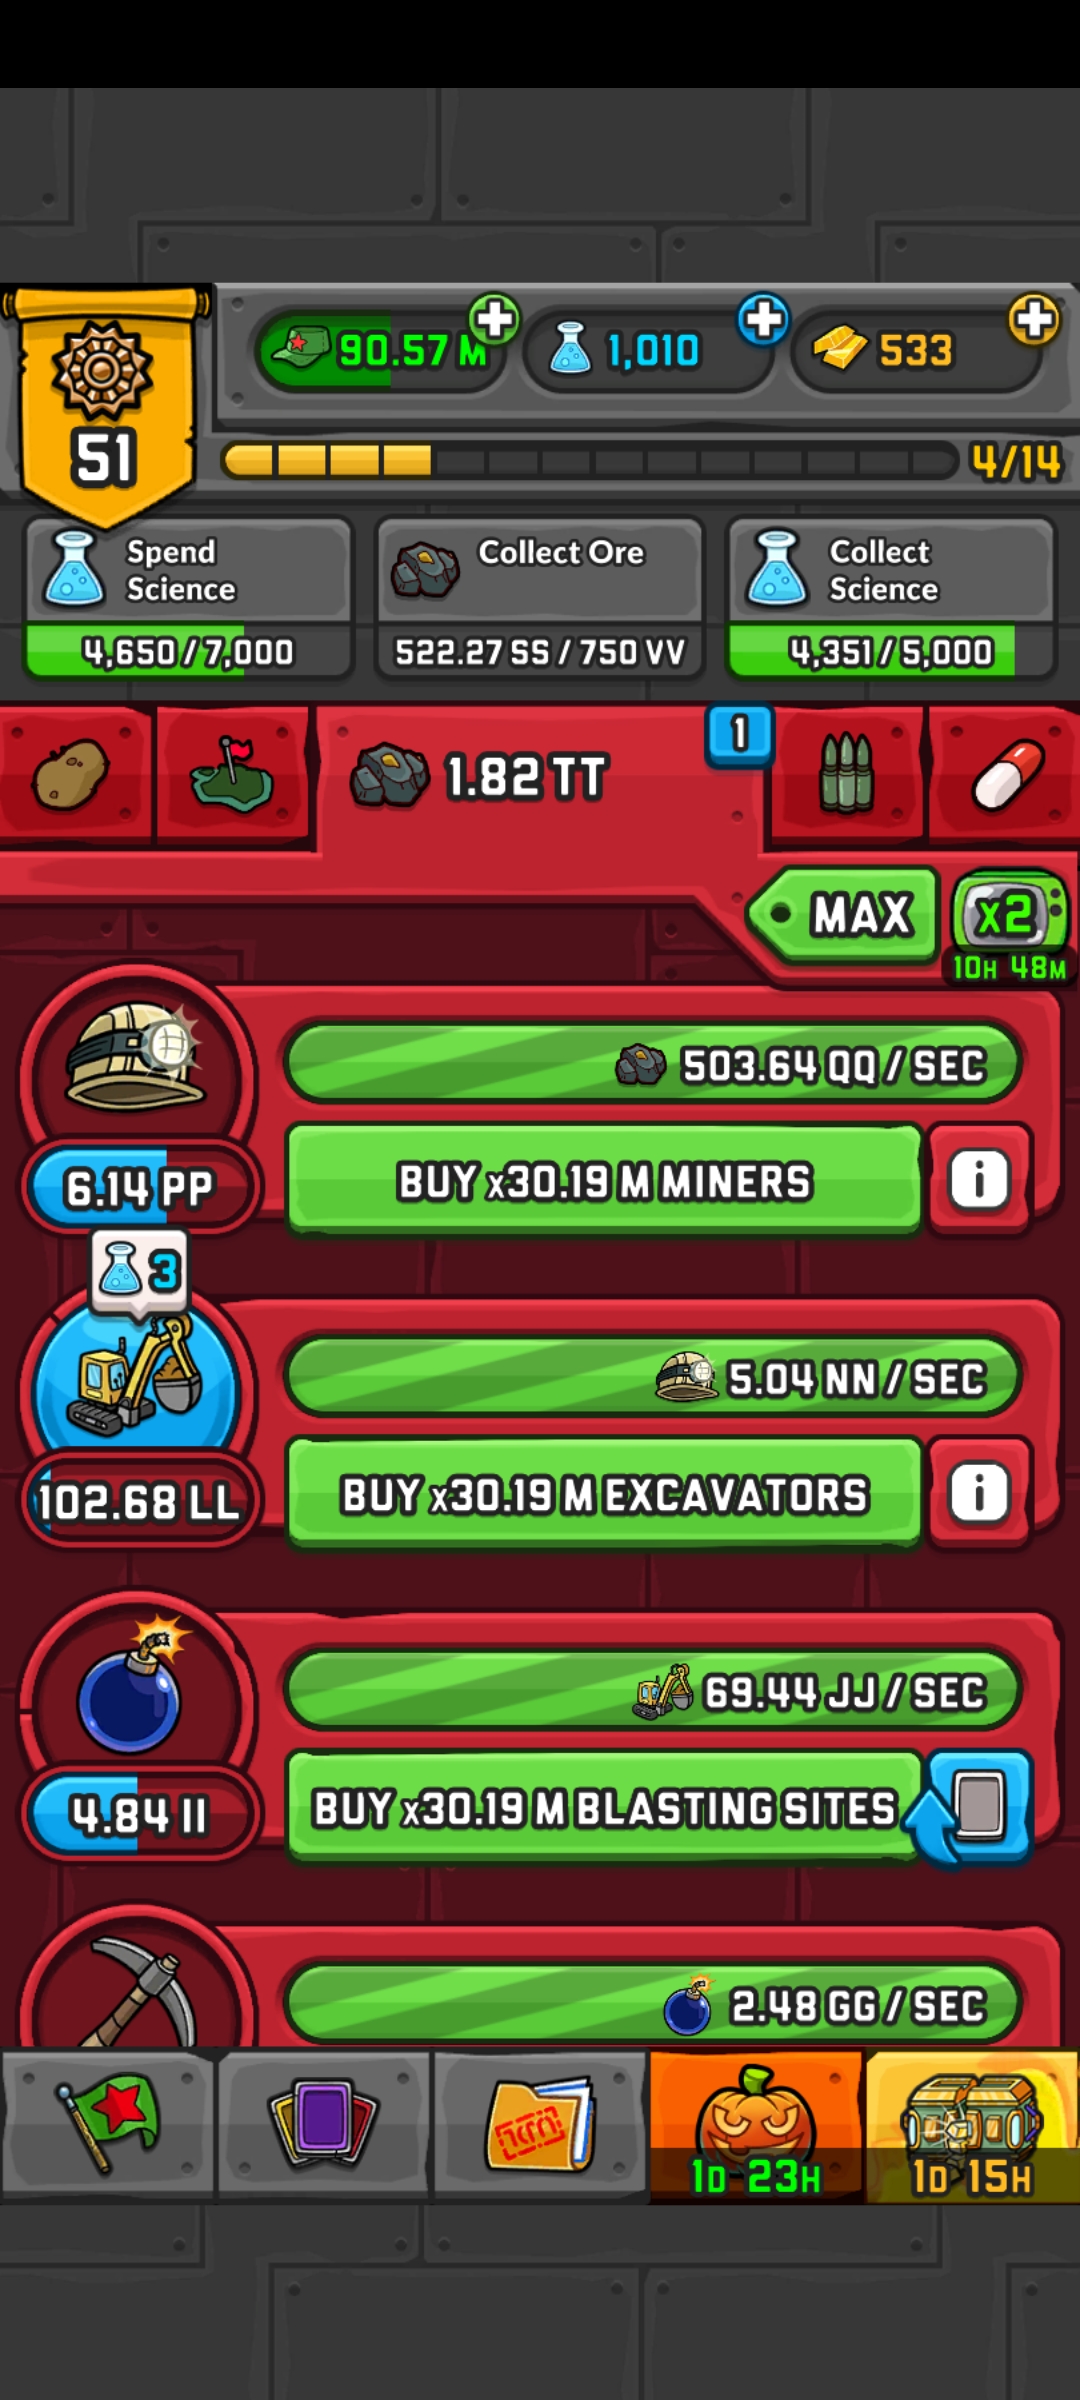 90.57 M
1,010
533
51
4/14
Spend
Science
4,650/7,000
Collect Ore
522.27 SS/750 VV
Collect
Science
4,351/5,000
1.82 TT
1
MAX
x2
10H 48M
503.64 QQ/SEC
6.14 PP
BUY x30.19 M MINERS
i
3
5.04 NN/SEC
102.68 LL
BUY x30.19 M EXCAVATORS
i
69.44 JJ/SEC
4.84 II
BUY x30.19 M BLASTING SITES
2.48 GG/SEC
1D 23H
1D 15H